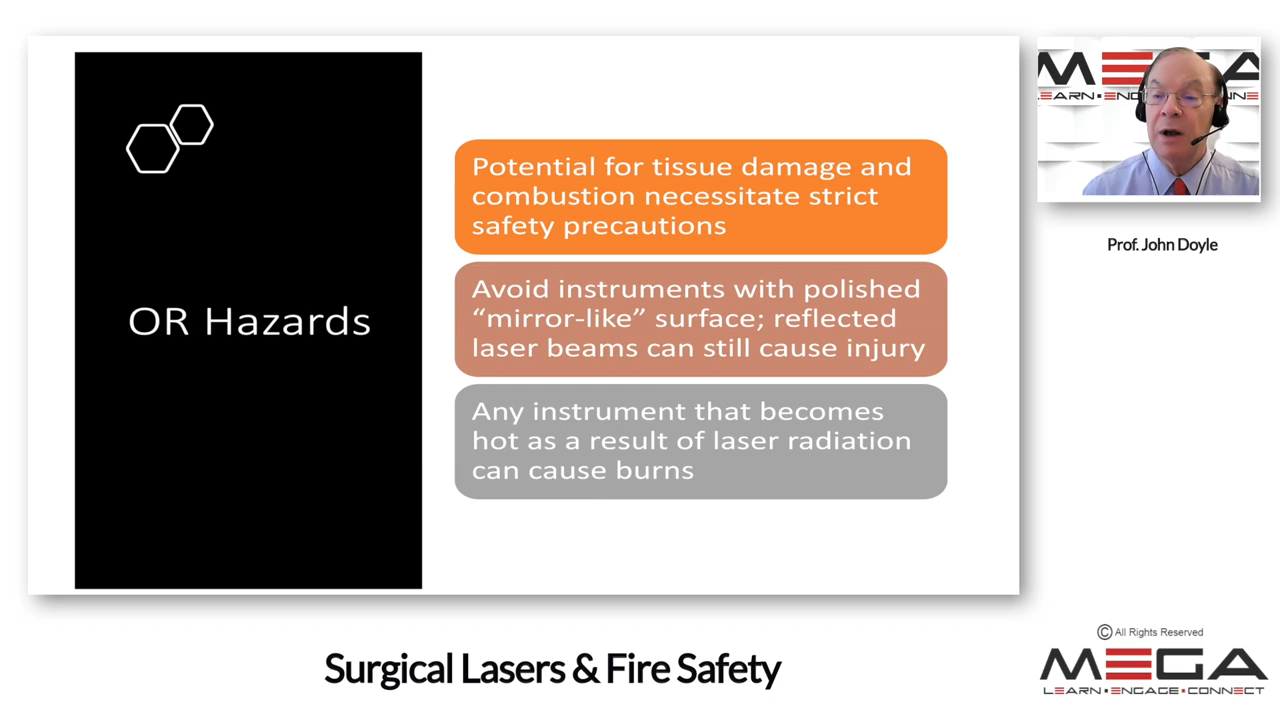 OR Hazards
Potential for tissue damage and
combustion necessitate strict
safety precautions
Avoid instruments with polished
“mirror-like” surface; reflected
laser beams can still cause injury
Any instrument that becomes
hot as a result of laser radiation
can cause burns
Prof. John Doyle
Surgical Lasers & Fire Safety
© All Rights Reserved
MEGA
LEARN • ENGAGE • CONNECT